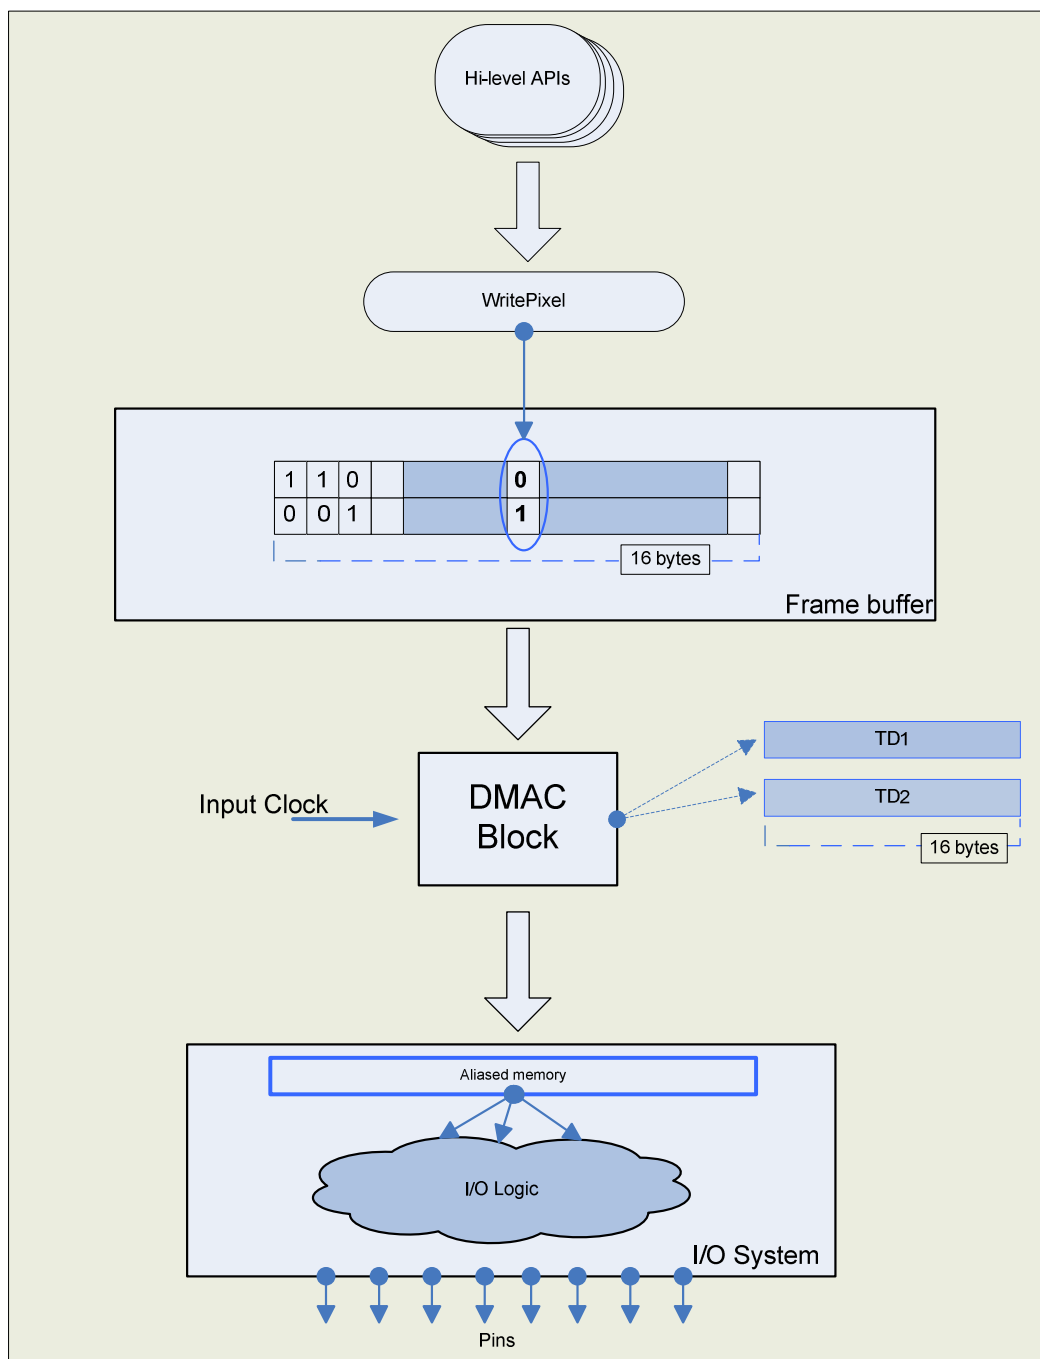 Hi-level APIs
WritePixel
1 1 0 0
0 0 1 1
16 bytes
Frame buffer
Input Clock
DMAC
Block
TD1
TD2
16 bytes
Aliased memory
I/O Logic
I/O System
Pins